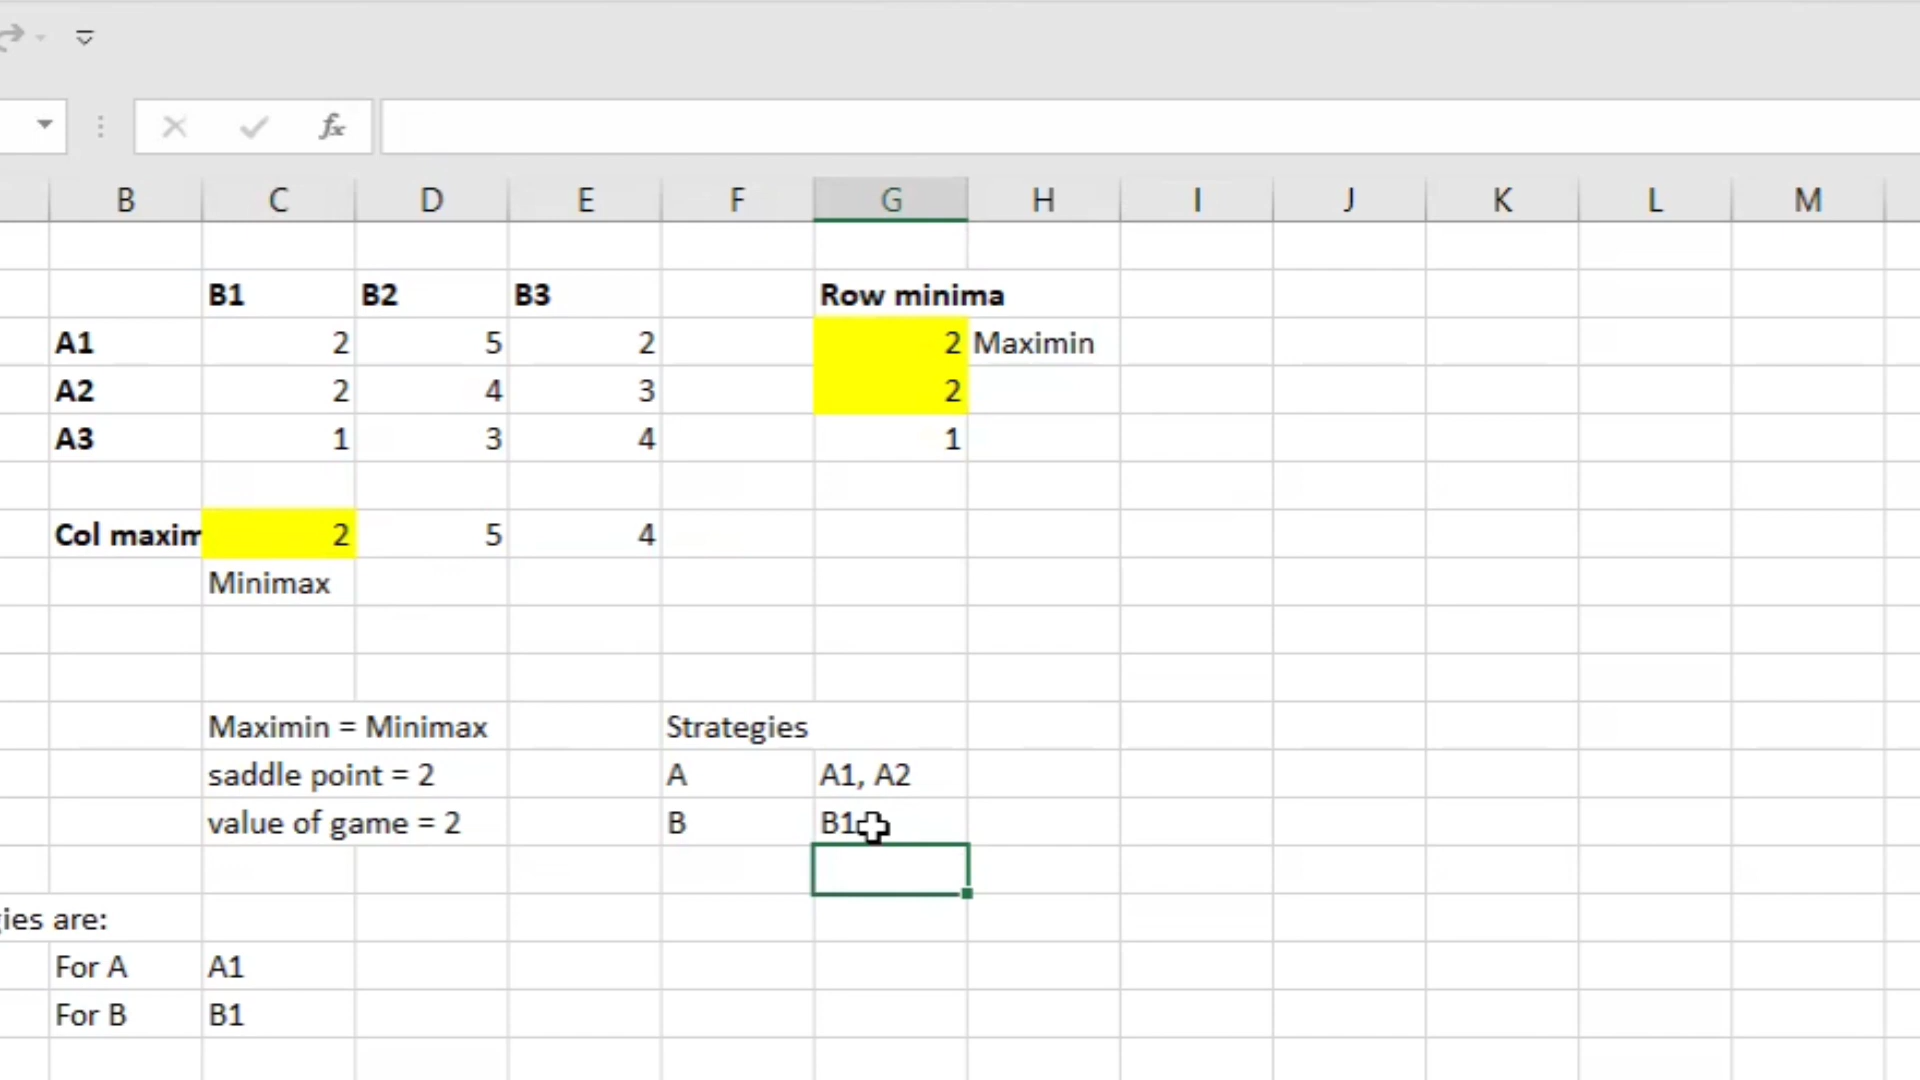 B C D E F G H I J K L M
B1 B2 B3 Row minima
A1 2 5 2 2 Maximin
A2 2 4 3 2
A3 1 3 4 1
Col maxim 2 5 4
Minimax
Maximin = Minimax Strategies
saddle point = 2 A A1, A2
value of game = 2 B B1
ies are:
For A A1
For B B1